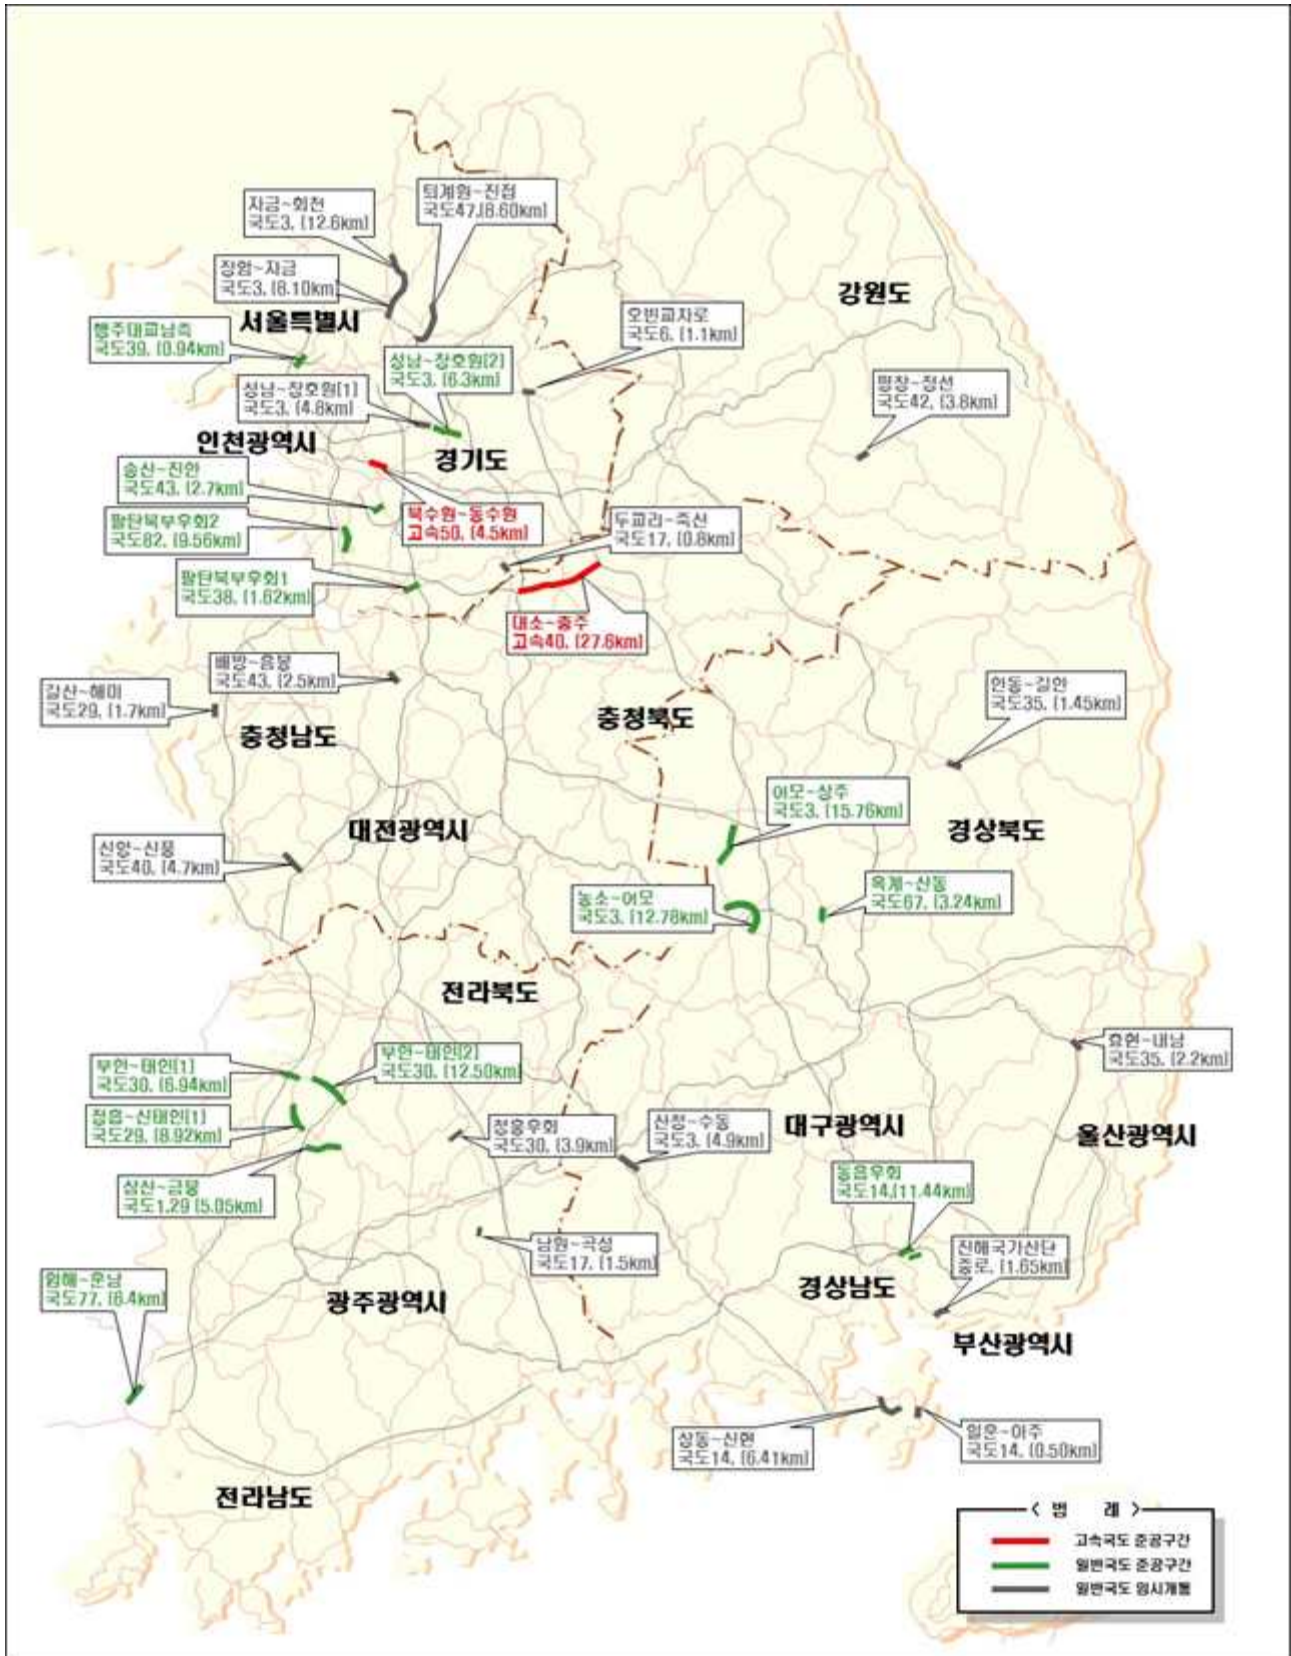 자금~회천
국도3, (12.6km)
퇴계원~진접
국도47,(8.60km)
장암~자금
국도3, (8.10km)
강원도
서울특별시
오빈교차로
국도6, (1.1km)
행주대교남측
국도39, (0.94km)
성남~장호원(2)
국도3, (6.3km)
성남~장호원(1)
국도3, (4.8km)
평창~정선
국도42, (3.8km)
인천광역시
경기도
송산~진안
국도43, (2.7km)
북수원~동수원
고속50, (4.5km)
팔탄북부우회2
국도82, (9.56km)
두교리~죽산
국도17, (0.8km)
팔탄북부우회1
국도38, (1.62km)
대소~충주
고속40, (27.6km)
배방~음봉
국도43, (2.5km)
갈산~해미
국도29, (1.7km)
안동~길안
국도35, (1.45km)
충청북도
충청남도
어모~상주
국도3, (15.76km)
대전광역시
경상북도
신양~신풍
국도40, (4.7km)
농소~어모
국도3, (12.78km)
옥계~산동
국도67, (3.24km)
전라북도
효현~내남
국도35, (2.2km)
부안~태인(1)
국도30, (6.94km)
부안~태인(2)
국도30, (12.50km)
정읍~신태인(1)
국도29, (8.92km)
국도30, (3.9km)
산청~수동
국도3, (4.9km)
대구광역시
울산광역시
삼산~금붕
국도1,29 (5.05km)
동읍우회
국도14,(11.44km)
남원~곡성
국도17, (1.5km)
진해국가산단
중로, (1.65km)
압해~운남
국도77, (6.4km)
광주광역시
경상남도
부산광역시
상동~신현
국도14, (6.41km)
일운~아주
국도14, (0.50km)
전라남도
< 범 례 >
고속국도 준공구간
일반국도 준공구간
일반국도 임시개통